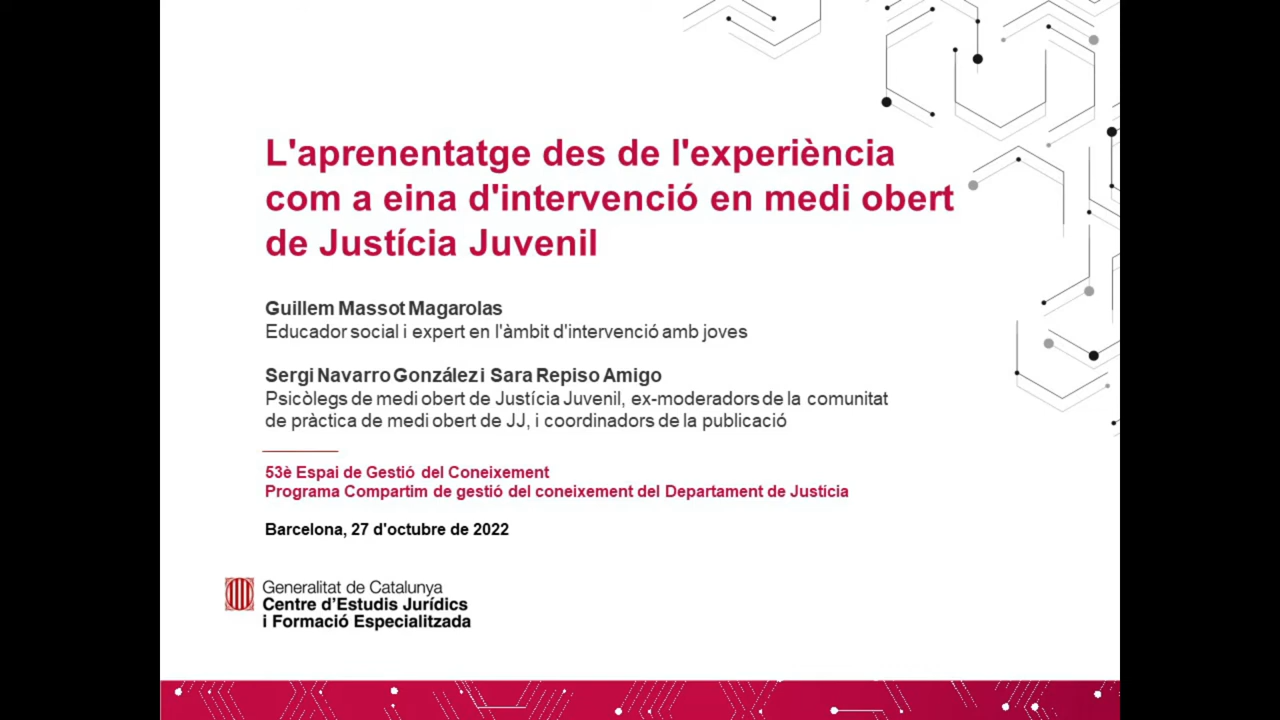 L'aprenentatge des de l'experiència
com a eina d'intervenció en medi obert
de Justícia Juvenil
Guillem Massot Magarolas
Educador social i expert en l'àmbit d'intervenció amb joves
Sergi Navarro González i Sara Repiso Amigo
Psicòlegs de medi obert de Justícia Juvenil, ex-moderadors de la comunitat
de pràctica de medi obert de JJ, i coordinadors de la publicació
53è Espai de Gestió del Coneixement
Programa Compartim de gestió del coneixement del Departament de Justícia
Barcelona, 27 d'octubre de 2022
Generalitat de Catalunya
Centre d'Estudis Jurídics
i Formació Especialitzada